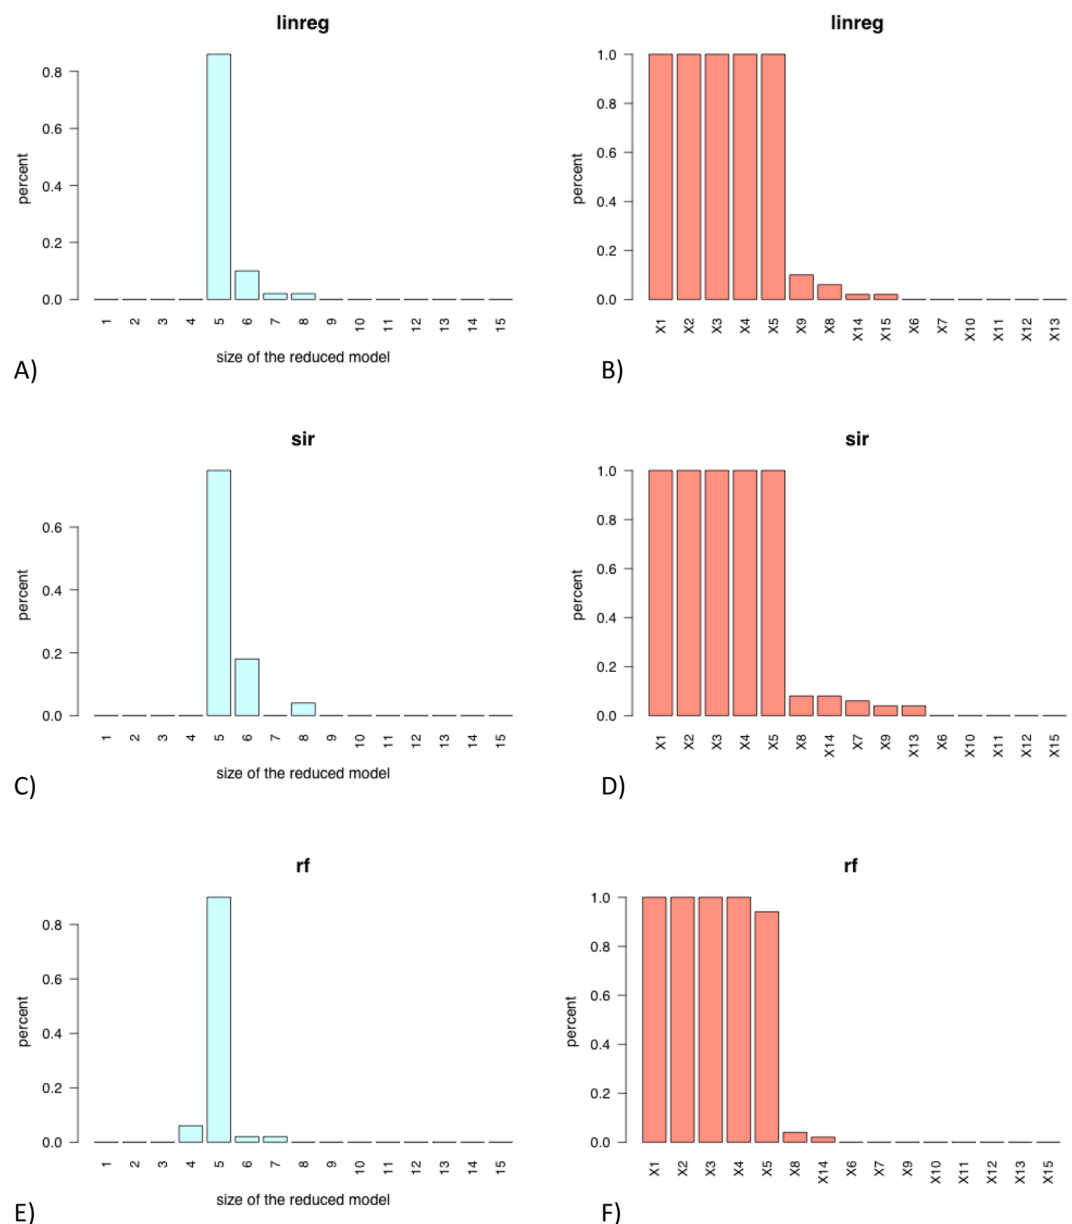 linreg
percent
0.8
0.6
0.4
0.2
0.0
1 2 3 4 5 6 7 8 9 10 11 12 13 14 15
size of the reduced model
A)
linreg
percent
1.0
0.8
0.6
0.4
0.2
0.0
X1 X2 X3 X4 X5 X9 X8 X14 X15 X6 X7 X10 X11 X12 X13
B)
sir
percent
0.6
0.4
0.2
0.0
1 2 3 4 5 6 7 8 9 10 11 12 13 14 15
size of the reduced model
C)
sir
percent
1.0
0.8
0.6
0.4
0.2
0.0
X1 X2 X3 X4 X5 X8 X14 X7 X9 X13 X6 X10 X11 X12 X15
D)
rf
percent
0.8
0.6
0.4
0.2
0.0
1 2 3 4 5 6 7 8 9 10 11 12 13 14 15
size of the reduced model
E)
rf
percent
1.0
0.8
0.6
0.4
0.2
0.0
X1 X2 X3 X4 X5 X8 X14 X6 X7 X9 X10 X11 X12 X13 X15
F)